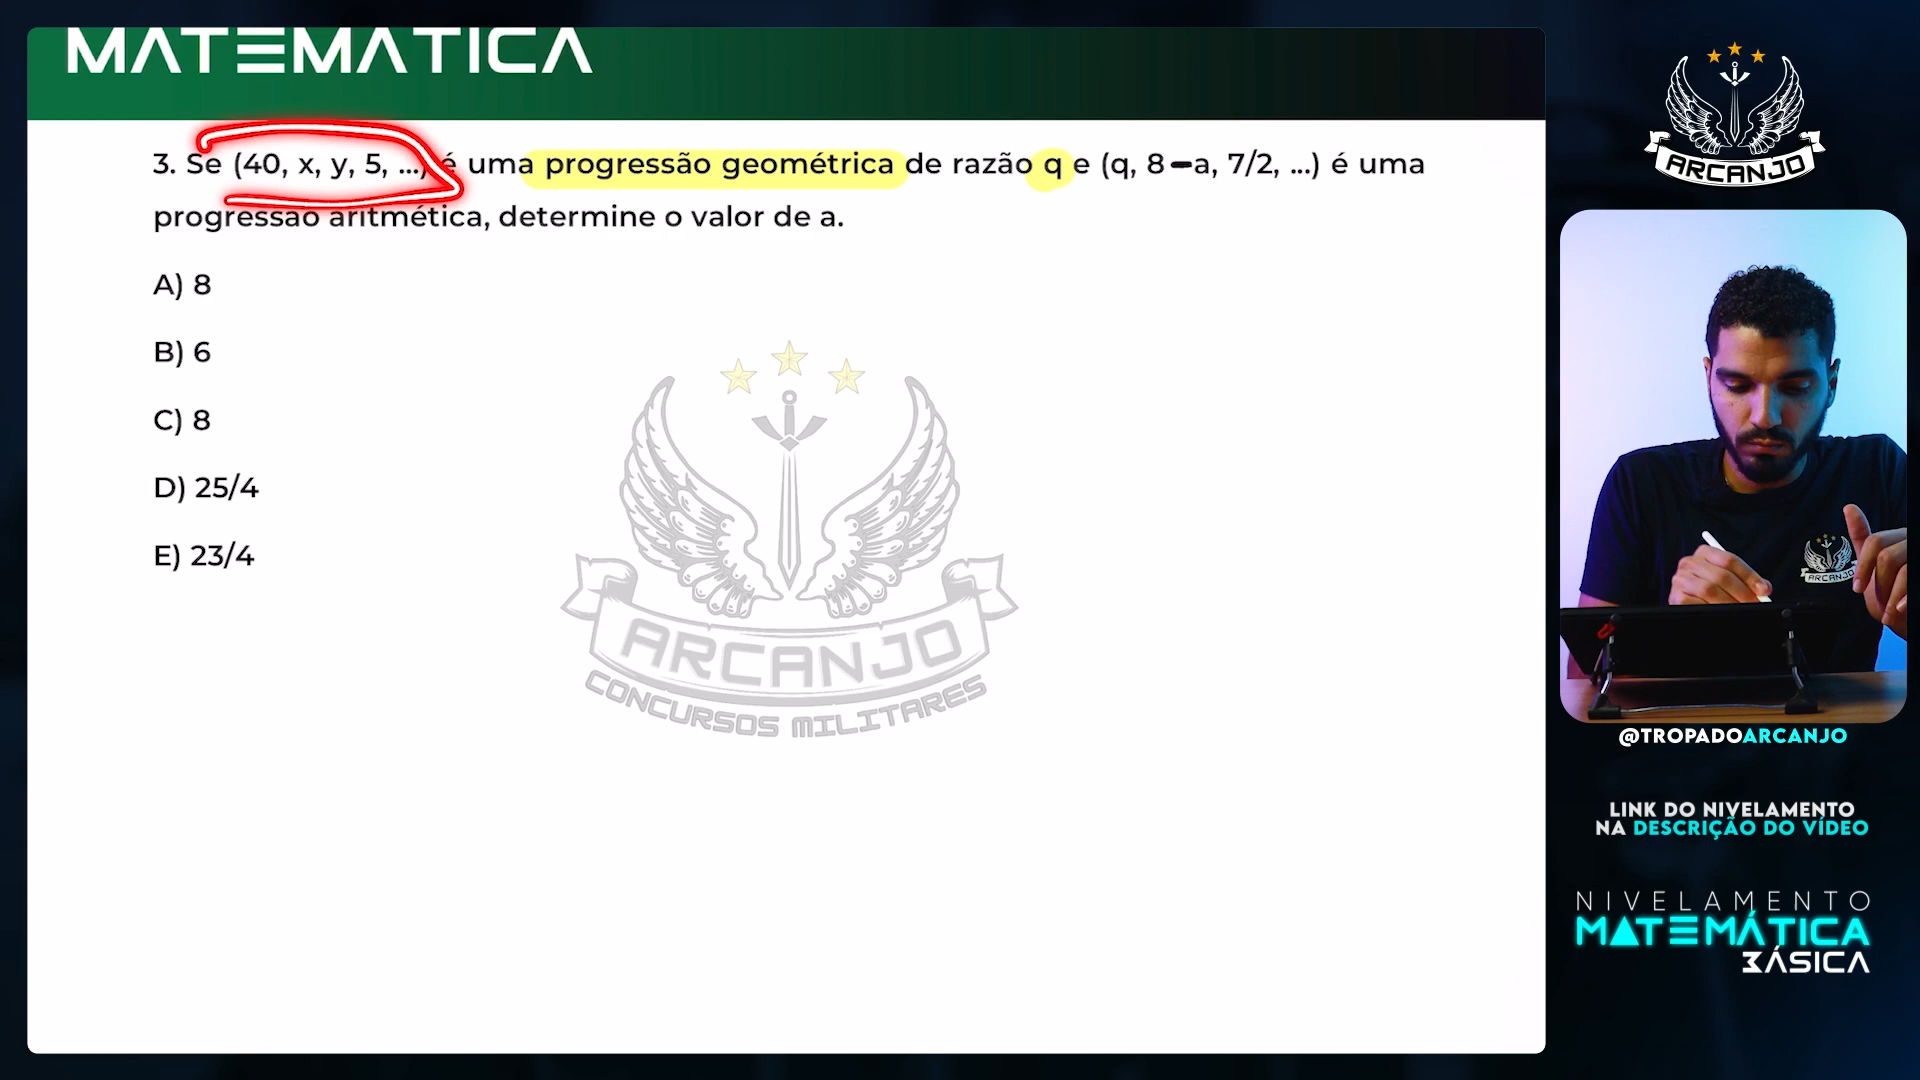 MATEMÁTICA
3. Se (40, x, y, 5, ...) é uma progressão geométrica de razão q e (q, 8-a, 7/2, ...) é uma
progressão aritmética, determine o valor de a.
A) 8
B) 6
C) 8
D) 25/4
E) 23/4
ARCANJO
CONCURSOS MILITARES
ARCANJO
ARCANJO
@TROPADOARCANJO
LINK DO NIVELAMENTO
NA DESCRIÇÃO DO VÍDEO
NIVELAMENTO
MATEMÁTICA
BÁSICA